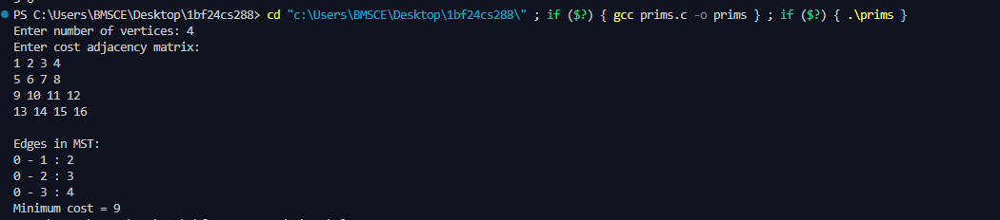 PS C:\Users\BMSCE\Desktop\1bf24cs288> cd "c:\Users\BMSCE\Desktop\1bf24cs288\" ; if ($?) { gcc prims.c -o prims } ; if ($?) { .\prims }
Enter number of vertices: 4
Enter cost adjacency matrix:
1 2 3 4
5 6 7 8
9 10 11 12
13 14 15 16
Edges in MST:
0 - 1 : 2
0 - 2 : 3
0 - 3 : 4
Minimum cost = 9